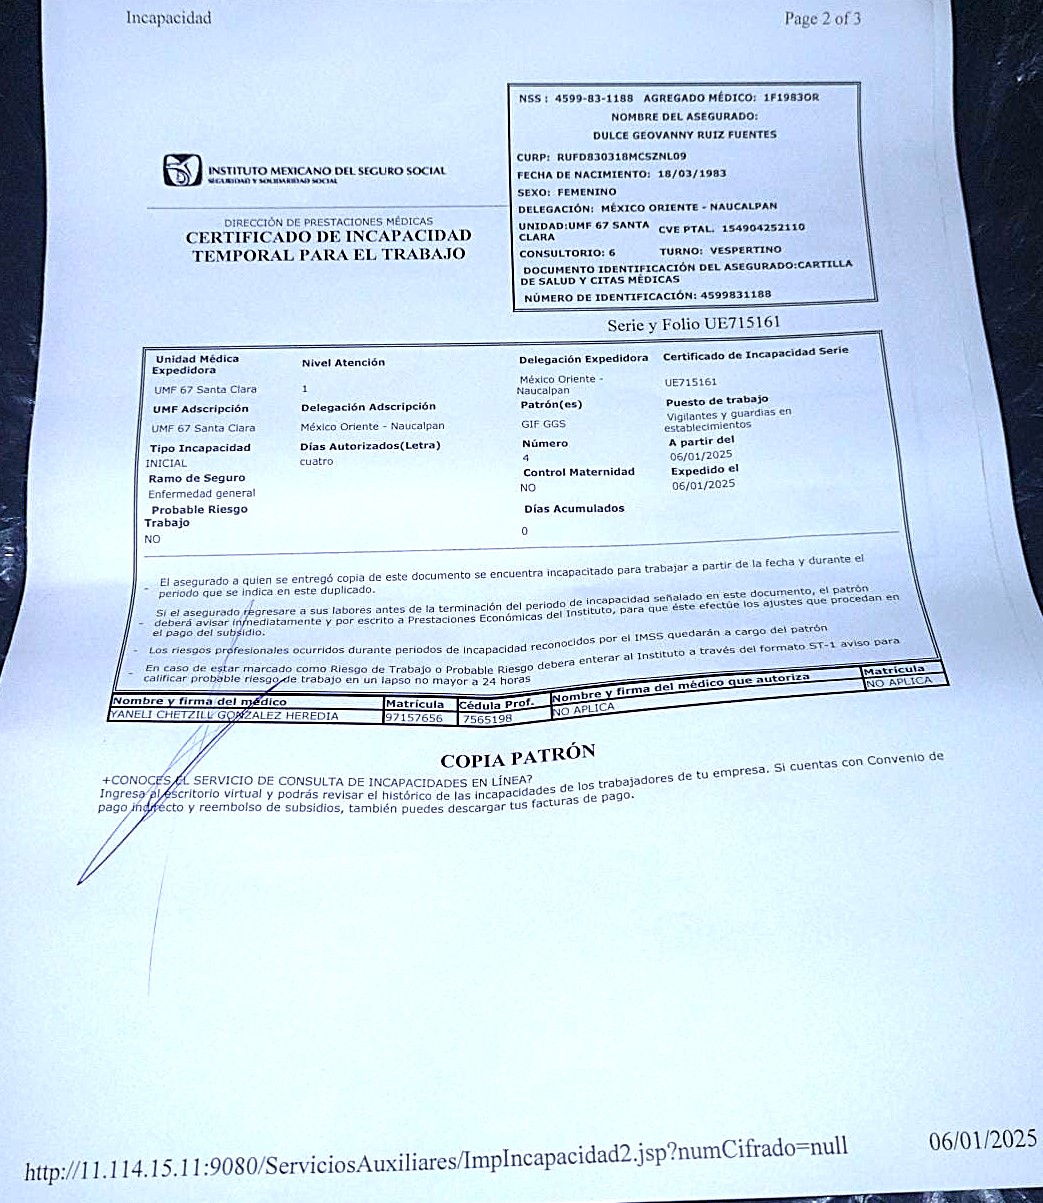 Incapacidad
Page 2 of 3
NSS : 4599-83-1188 AGREGADO MÉDICO: 1F1983OR
NOMBRE DEL ASEGURADO:
DULCE GEOVANNY RUIZ FUENTES
CURP: RUFD830318MCSZNL09
FECHA DE NACIMIENTO: 18/03/1983
SEXO: FEMENINO
DELEGACIÓN: MÉXICO ORIENTE - NAUCALPAN
UNIDAD:UMF 67 SANTA CLARA
CVE PTAL. 154904252110
CONSULTORIO: 6
TURNO: VESPERTINO
DOCUMENTO IDENTIFICACIÓN DEL ASEGURADO:CARTILLA
DE SALUD Y CITAS MÉDICAS
NÚMERO DE IDENTIFICACIÓN: 4599831188
INSTITUTO MEXICANO DEL SEGURO SOCIAL
SEGURIDAD Y SOLIDARIDAD SOCIAL
DIRECCIÓN DE PRESTACIONES MÉDICAS
CERTIFICADO DE INCAPACIDAD
TEMPORAL PARA EL TRABAJO
Serie y Folio UE715161
Unidad Médica Expedidora
Nivel Atención
Delegación Expedidora
Certificado de Incapacidad Serie
UMF 67 Santa Clara
1
México Oriente - Naucalpan
UE715161
UMF Adscripción
Delegación Adscripción
Patrón(es)
Puesto de trabajo
UMF 67 Santa Clara
México Oriente - Naucalpan
GIF GGS
Vigilantes y guardias en establecimientos
Tipo Incapacidad
Días Autorizados(Letra)
Número
A partir del
INICIAL
cuatro
4
06/01/2025
Ramo de Seguro
Control Maternidad
Expedido el
Enfermedad general
NO
06/01/2025
Probable Riesgo Trabajo
Días Acumulados
NO
0
- El asegurado a quien se entregó copia de este documento se encuentra incapacitado para trabajar a partir de la fecha y durante el
periodo que se indica en este duplicado.
Si el asegurado regresare a sus labores antes de la terminación del periodo de incapacidad señalado en este documento, el patrón
- deberá avisar inmediatamente y por escrito a Prestaciones Económicas del Instituto, para que éste efectúe los ajustes que procedan en
el pago del subsidio.
- Los riesgos profesionales ocurridos durante periodos de incapacidad reconocidos por el IMSS quedarán a cargo del patrón
- En caso de estar marcado como Riesgo de Trabajo o Probable Riesgo debera enterar al Instituto a través del formato ST-1 aviso para
calificar probable riesgo de trabajo en un lapso no mayor a 24 horas
Nombre y firma del médico
Matrícula
Cédula Prof.
Nombre y firma del médico que autoriza
Matrícula
YANELI CHETZILL GONZALEZ HEREDIA
97157656
7565198
NO APLICA
NO APLICA
COPIA PATRÓN
+CONOCES EL SERVICIO DE CONSULTA DE INCAPACIDADES EN LÍNEA?
Ingresa al escritorio virtual y podrás revisar el histórico de las incapacidades de los trabajadores de tu empresa. Si cuentas con Convenio de
pago indirecto y reembolso de subsidios, también puedes descargar tus facturas de pago.
http://11.114.15.11:9080/ServiciosAuxiliares/ImpIncapacidad2.jsp?numCifrado=null
06/01/2025